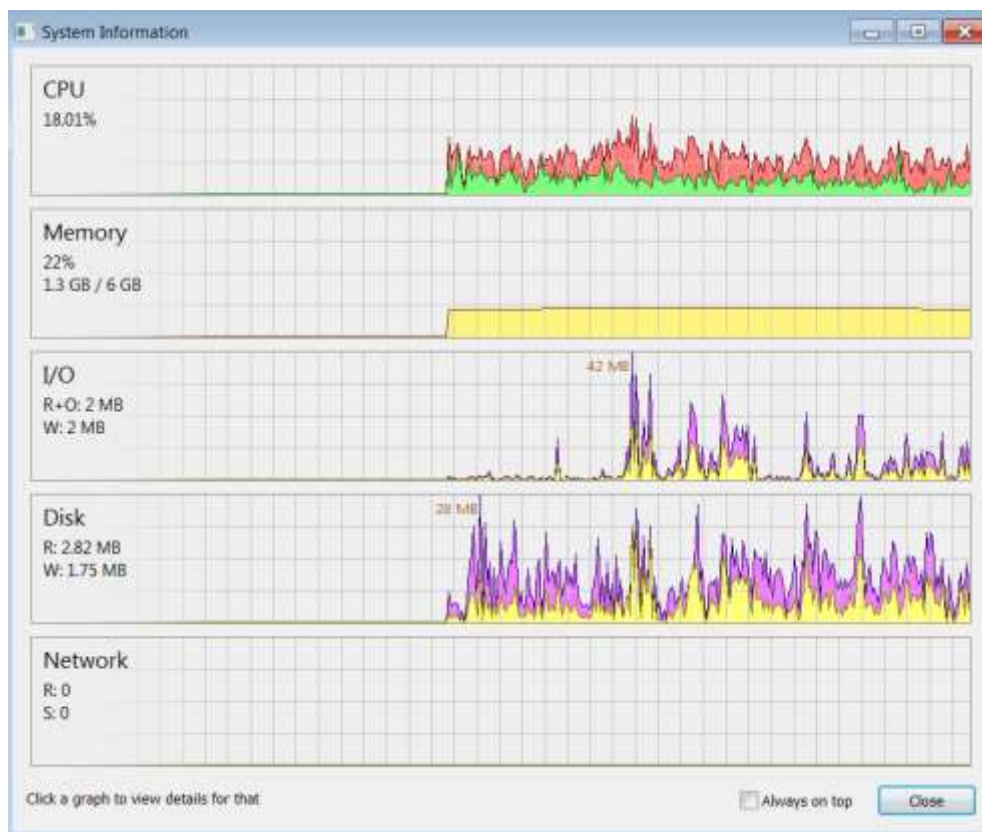 System Information
CPU
18.01%
Memory
22%
1.3 GB / 6 GB
I/O
42 MB
R+O: 2 MB
W: 2 MB
Disk
28 MB
R: 2.82 MB
W: 1.75 MB
Network
R: 0
S: 0
Click a graph to view details for that
Always on top
Close